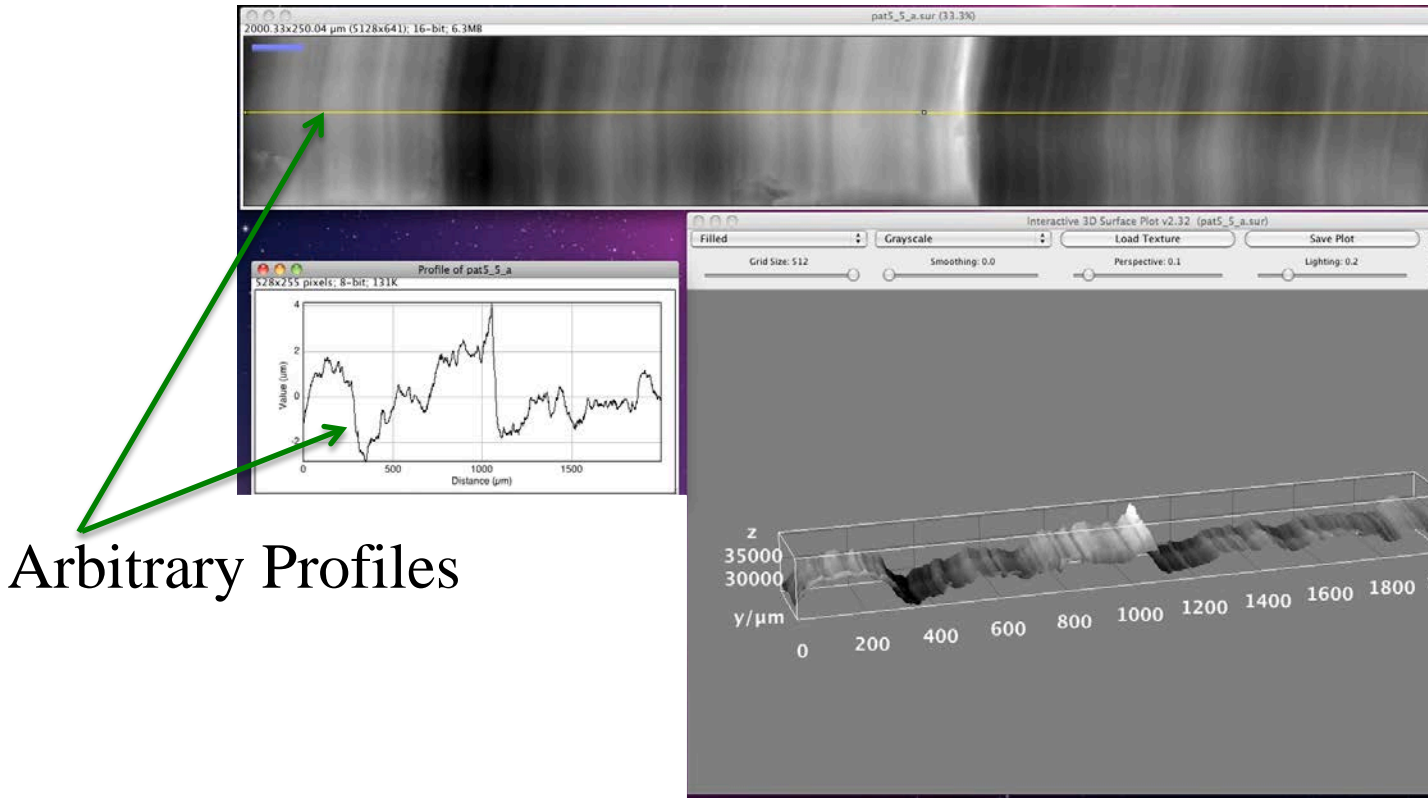 pat5_5_a.sur (33.3%)
2000.33x250.04 µm (5128x641); 16-bit; 6.3MB
Interactive 3D Surface Plot v2.32 (pat5_5_a.sur)
Filled
Grayscale
Load Texture
Save Plot
Grid Size: 512
Smoothing: 0.0
Perspective: 0.1
Lighting: 0.2
Profile of pat5_5_a
528x255 pixels; 8-bit; 131K
Value (µm)
4
2
0
-2
0 500 1000 1500
Distance (µm)
Arbitrary Profiles
z
35000
30000
y/µm
0 200 400 600 800 1000 1200 1400 1600 1800